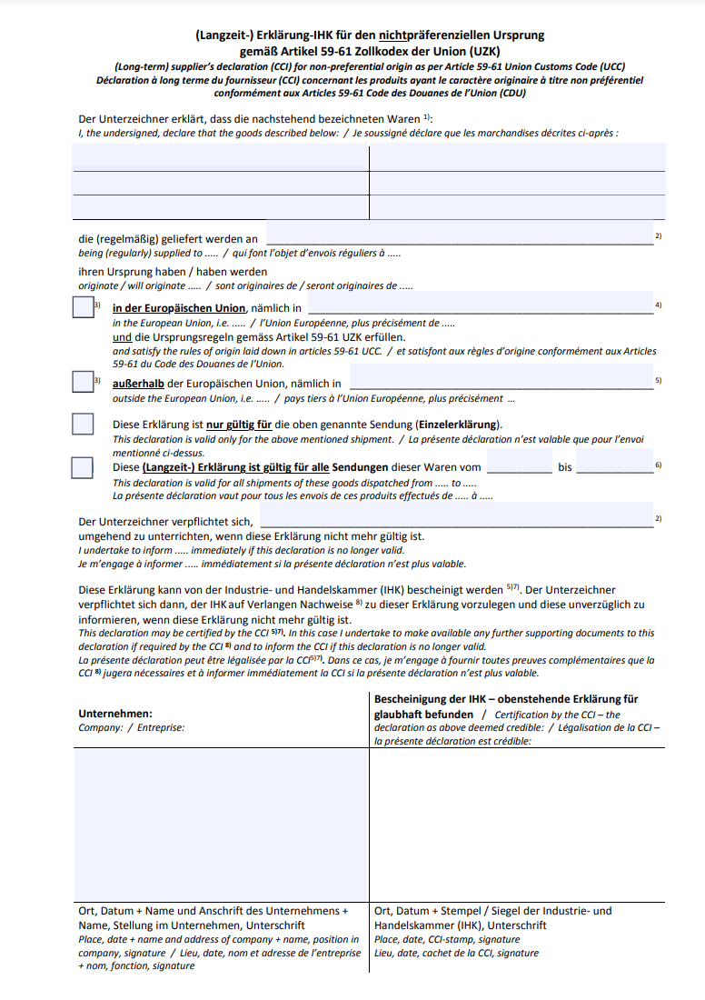 (Langzeit-) Erklärung-IHK für den nichtpräferenziellen Ursprung
gemäß Artikel 59-61 Zollkodex der Union (UZK)
(Long-term) supplier's declaration (CCI) for non-preferential origin as per Article 59-61 Union Customs Code (UCC)
Déclaration à long terme du fournisseur (CCI) concernant les produits ayant le caractère originaire à titre non préférentiel
conformément aux Articles 59-61 Code des Douanes de l'Union (CDU)
Der Unterzeichner erklärt, dass die nachstehend bezeichneten Waren 1):
I, the undersigned, declare that the goods described below: / Je soussigné déclare que les marchandises décrites ci-après :
die (regelmäßig) geliefert werden an 2)
being (regularly) supplied to ..... / qui font l'objet d'envois réguliers à .....
ihren Ursprung haben / haben werden
originate / will originate ..... / sont originaires de / seront originaires de .....
3) in der Europäischen Union, nämlich in 4)
in the European Union, i.e. ..... / l'Union Européenne, plus précisément de .....
und die Ursprungsregeln gemäss Artikel 59-61 UZK erfüllen.
and satisfy the rules of origin laid down in articles 59-61 UCC. / et satisfont aux règles d'origine conformément aux Articles
59-61 du Code des Douanes de l'Union.
3) außerhalb der Europäischen Union, nämlich in 5)
outside the European Union, i.e. ..... / pays tiers à l'Union Européenne, plus précisément ...
Diese Erklärung ist nur gültig für die oben genannte Sendung (Einzelerklärung).
This declaration is valid only for the above mentioned shipment. / La présente déclaration n'est valable que pour l'envoi
mentionné ci-dessus.
Diese (Langzeit-) Erklärung ist gültig für alle Sendungen dieser Waren vom bis 6)
This declaration is valid for all shipments of these goods dispatched from ..... to .....
La présente déclaration vaut pour tous les envois de ces produits effectués de ..... à .....
Der Unterzeichner verpflichtet sich, 2)
umgehend zu unterrichten, wenn diese Erklärung nicht mehr gültig ist.
I undertake to inform ..... immediately if this declaration is no longer valid.
Je m'engage à informer ..... immédiatement si la présente déclaration n'est plus valable.
Diese Erklärung kann von der Industrie- und Handelskammer (IHK) bescheinigt werden 5)7). Der Unterzeichner
verpflichtet sich dann, der IHK auf Verlangen Nachweise 8) zu dieser Erklärung vorzulegen und diese unverzüglich zu
informieren, wenn diese Erklärung nicht mehr gültig ist.
This declaration may be certified by the CCI 5)7). In this case I undertake to make available any further supporting documents to this
declaration if required by the CCI 8) and to inform the CCI if this declaration is no longer valid.
La présente déclaration peut être légalisée par la CCI5)7). Dans ce cas, je m'engage à fournir toutes preuves complémentaires que la
CCI 8) jugera nécessaires et à informer immédiatement la CCI si la présente déclaration n'est plus valable.
Unternehmen:
Company: / Entreprise:
Bescheinigung der IHK – obenstehende Erklärung für
glaubhaft befunden / Certification by the CCI – the
declaration as above deemed credible: / Légalisation de la CCI –
la présente déclaration est crédible:
Ort, Datum + Name und Anschrift des Unternehmens +
Name, Stellung im Unternehmen, Unterschrift
Place, date + name and address of company + name, position in
company, signature / Lieu, date, nom et adresse de l'entreprise
+ nom, fonction, signature
Ort, Datum + Stempel / Siegel der Industrie- und
Handelskammer (IHK), Unterschrift
Place, date, CCI-stamp, signature
Lieu, date, cachet de la CCI, signature